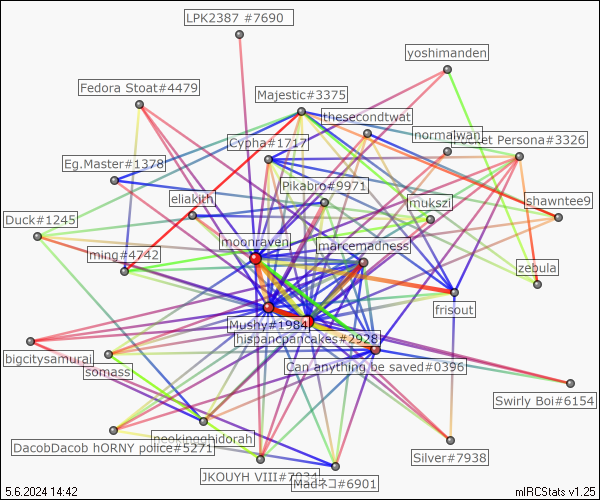 LPK2387 #7690
yoshimanden
Fedora Stoat#4479
Majestic#3375
thesecondtwat
normalwan
Persona#3326
Cypha#1717
Eg.Master#1378
Pikabro#9971
eliakith
mukszi
shawntee9
Duck#1245
moonraven
marcemadness
ming#4742
zebula
frisout
Mushy#1984
hispancpancakes#2928
bigcitysamurai
somass
Can anything be saved#0396
Swirly Boi#6154
neokingghidorah
DacobDacob hORNY police#5271
Silver#7938
JKOUYH VIII#7034
Madネコ#6901
5.6.2024 14:42
mIRCStats v1.25